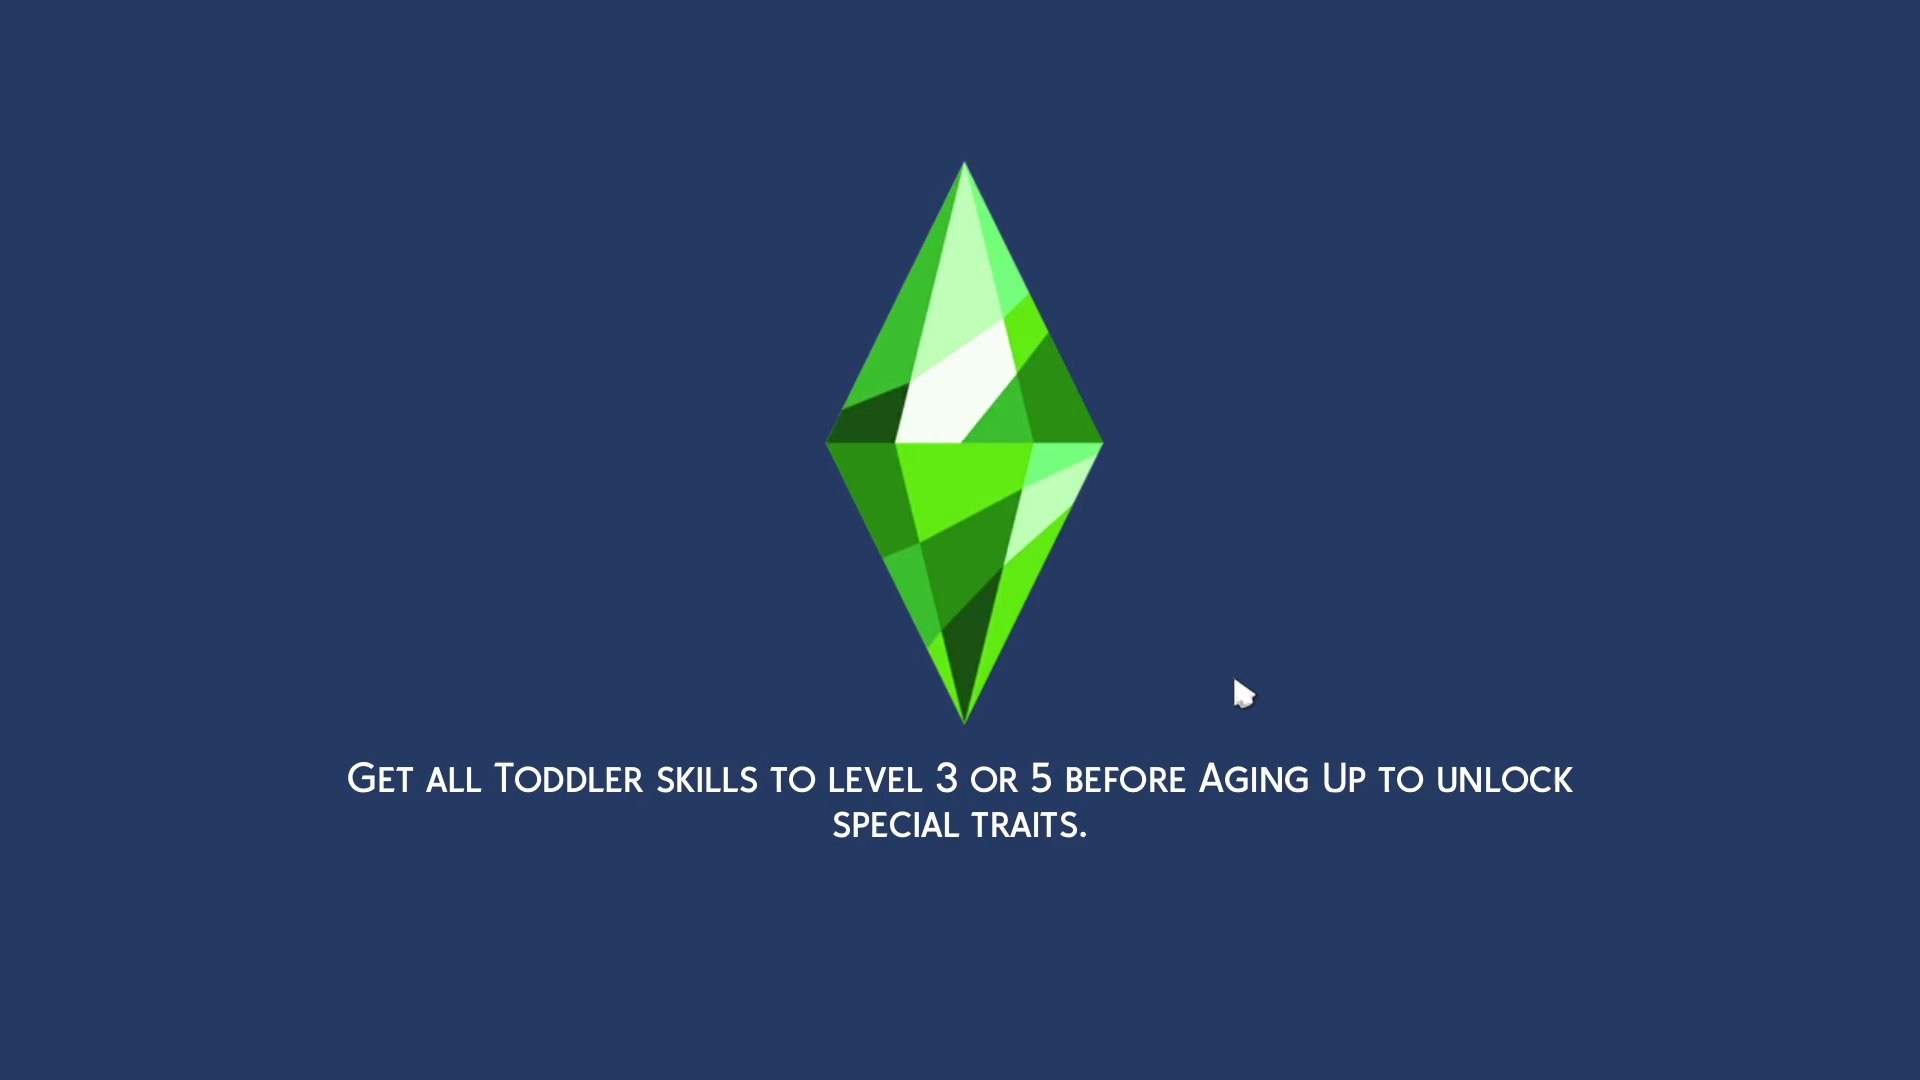 Get all Toddler skills to level 3 or 5 before Aging Up to unlock
special traits.